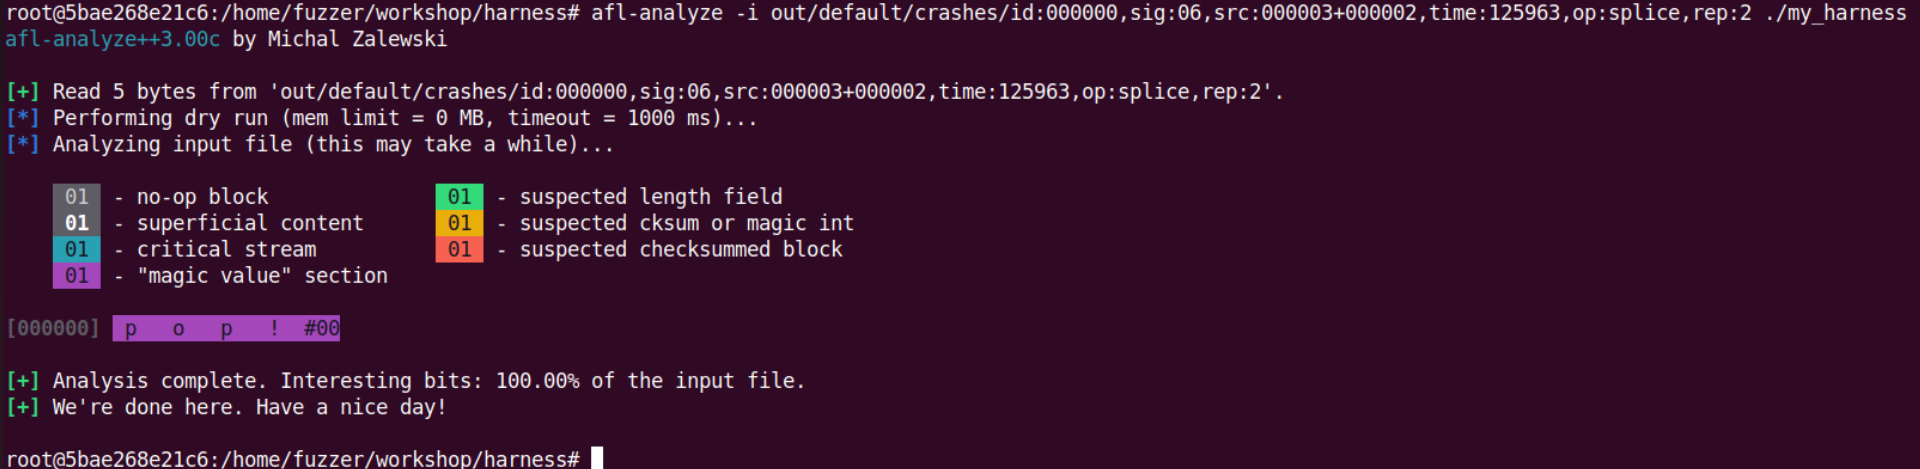 root@5bae268e21c6:/home/fuzzer/workshop/harness# afl-analyze -i out/default/crashes/id:000000,sig:06,src:000003+000002,time:125963,op:splice,rep:2 ./my_harness
afl-analyze++3.00c by Michal Zalewski
[+] Read 5 bytes from 'out/default/crashes/id:000000,sig:06,src:000003+000002,time:125963,op:splice,rep:2'.
[*] Performing dry run (mem limit = 0 MB, timeout = 1000 ms)...
[*] Analyzing input file (this may take a while)...
01 - no-op block 01 - suspected length field
01 - superficial content 01 - suspected cksum or magic int
01 - critical stream 01 - suspected checksummed block
01 - "magic value" section
[000000] p o p ! #00
[+] Analysis complete. Interesting bits: 100.00% of the input file.
[+] We're done here. Have a nice day!
root@5bae268e21c6:/home/fuzzer/workshop/harness#